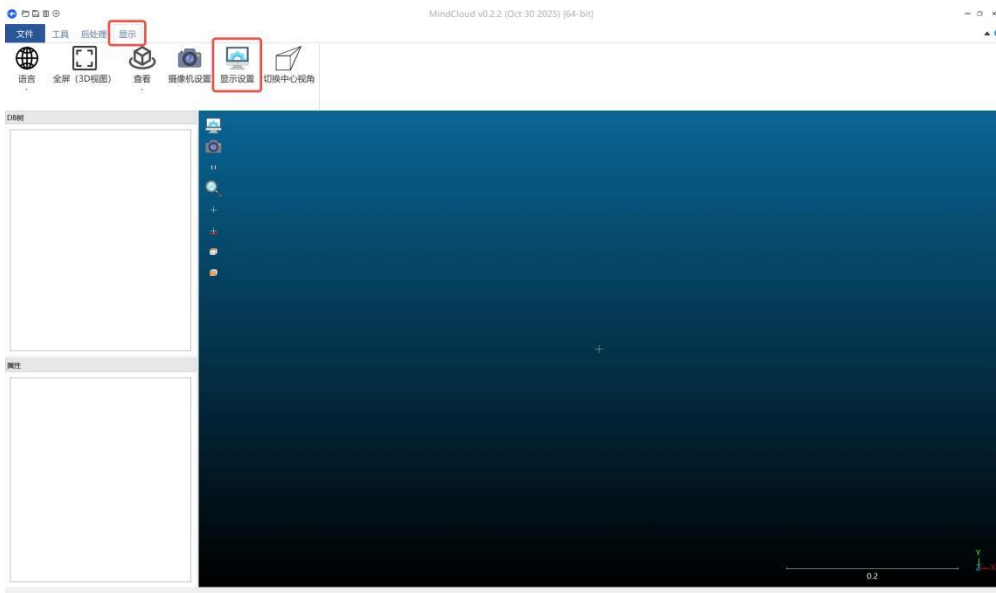 MindCloud v0.2.2 (Oct 30 2025) [64-bit]
文件 工具 后处理 显示
语言 全屏 (3D视图) 查看 摄像机设置 显示设置 切换中心视角
DB树
属性
0.2
Y
Z X